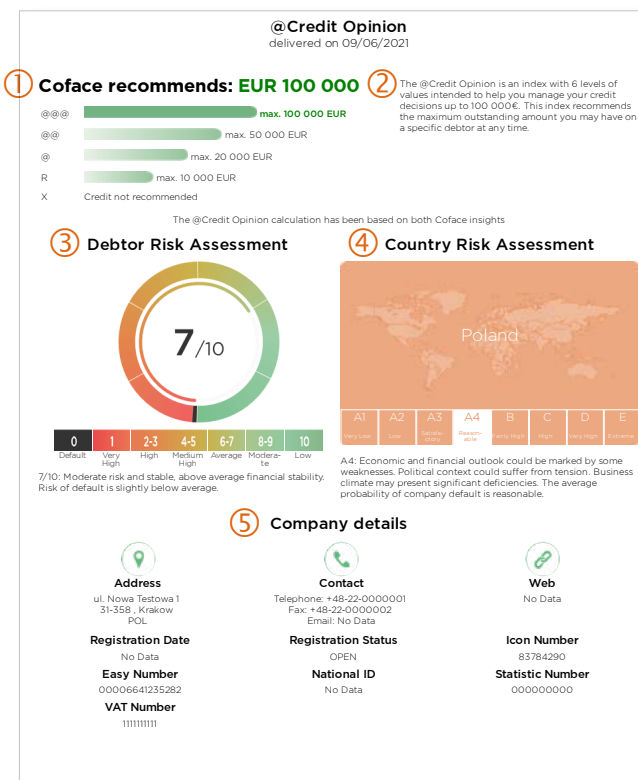 @Credit Opinion
delivered on 09/06/2021
① Coface recommends: EUR 100 000
@@@ max. 100 000 EUR
@@ max. 50 000 EUR
@ max. 20 000 EUR
R max. 10 000 EUR
X Credit not recommended
② The @Credit Opinion is an index with 6 levels of
values intended to help you manage your credit
decisions up to 100 000€. This index recommends
the maximum outstanding amount you may have on
a specific debtor at any time.
The @Credit Opinion calculation has been based on both Coface insights
③ Debtor Risk Assessment
7/10
0 1 2-3 4-5 6-7 8-9 10
Default Very High High Medium High Average Modera-te Low
7/10: Moderate risk and stable, above average financial stability.
Risk of default is slightly below average.
④ Country Risk Assessment
Poland
A1 A2 A3 A4 B C D E
Very Low Low Satisfa-ctory Reason-able Fairly High High Very High Extreme
A4: Economic and financial outlook could be marked by some
weaknesses. Political context could suffer from tension. Business
climate may present significant deficiencies. The average
probability of company default is reasonable.
⑤ Company details
Address
ul. Nowa Testowa 1
31-358 , Krakow
POL
Contact
Telephone: +48-22-0000001
Fax: +48-22-0000002
Email: No Data
Web
No Data
Registration Date
No Data
Registration Status
OPEN
Icon Number
83784290
Easy Number
00006641235282
National ID
No Data
Statistic Number
000000000
VAT Number
1111111111